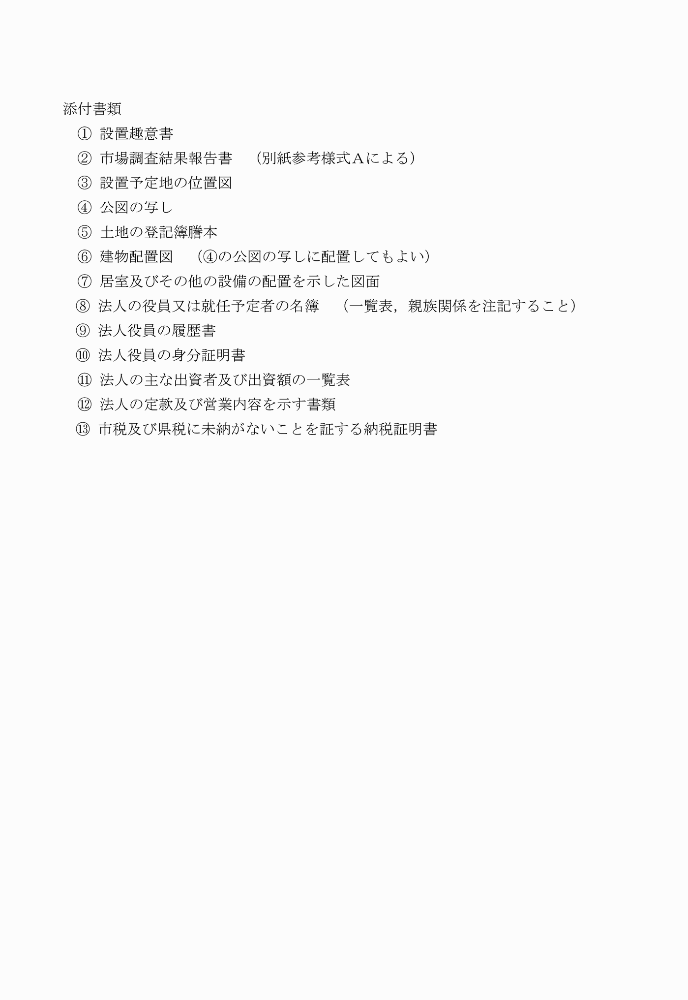 添付書類
① 設置趣意書
② 市場調査結果報告書　（別紙参考様式Ａによる）
③ 設置予定地の位置図
④ 公図の写し
⑤ 土地の登記簿謄本
⑥ 建物配置図　（④の公図の写しに配置してもよい）
⑦ 居室及びその他の設備の配置を示した図面
⑧ 法人の役員又は就任予定者の名簿　（一覧表，親族関係を注記すること）
⑨ 法人役員の履歴書
⑩ 法人役員の身分証明書
⑪ 法人の主な出資者及び出資額の一覧表
⑫ 法人の定款及び営業内容を示す書類
⑬ 市税及び県税に未納がないことを証する納税証明書